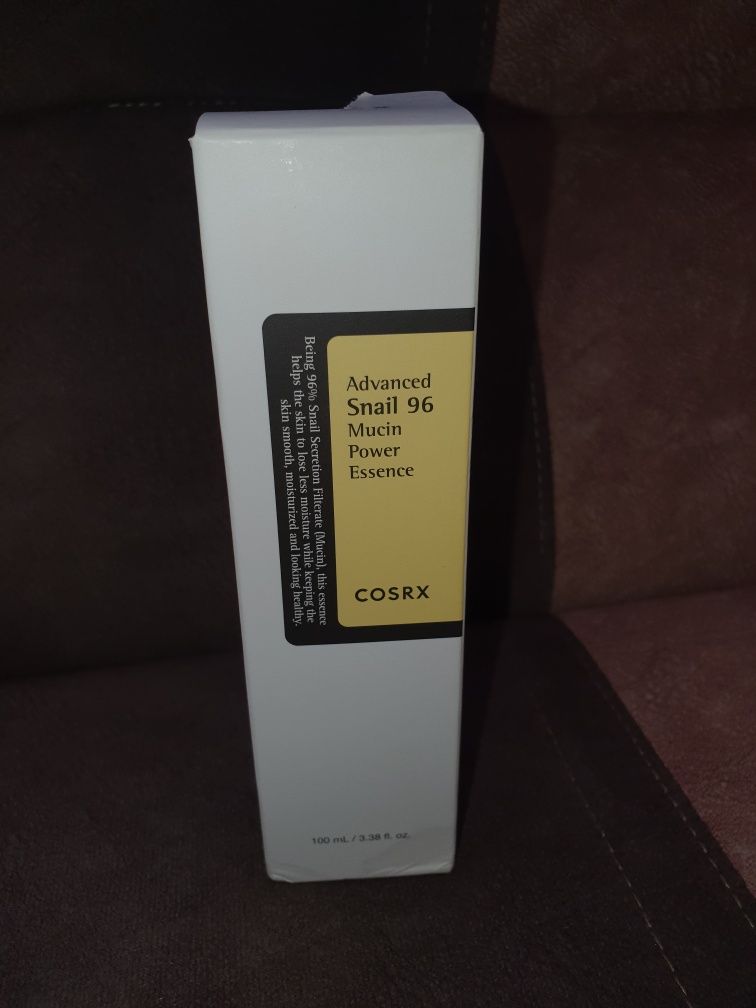 Advanced
Snail 96
Mucin
Power
Essence
COSRX
Being 96% Snail Secretion Filterate (Mucin), this essence
helps the skin to lose less moisture while keeping the
skin smooth, moisturized and looking healthy.
100 mL / 3.38 fl. oz.